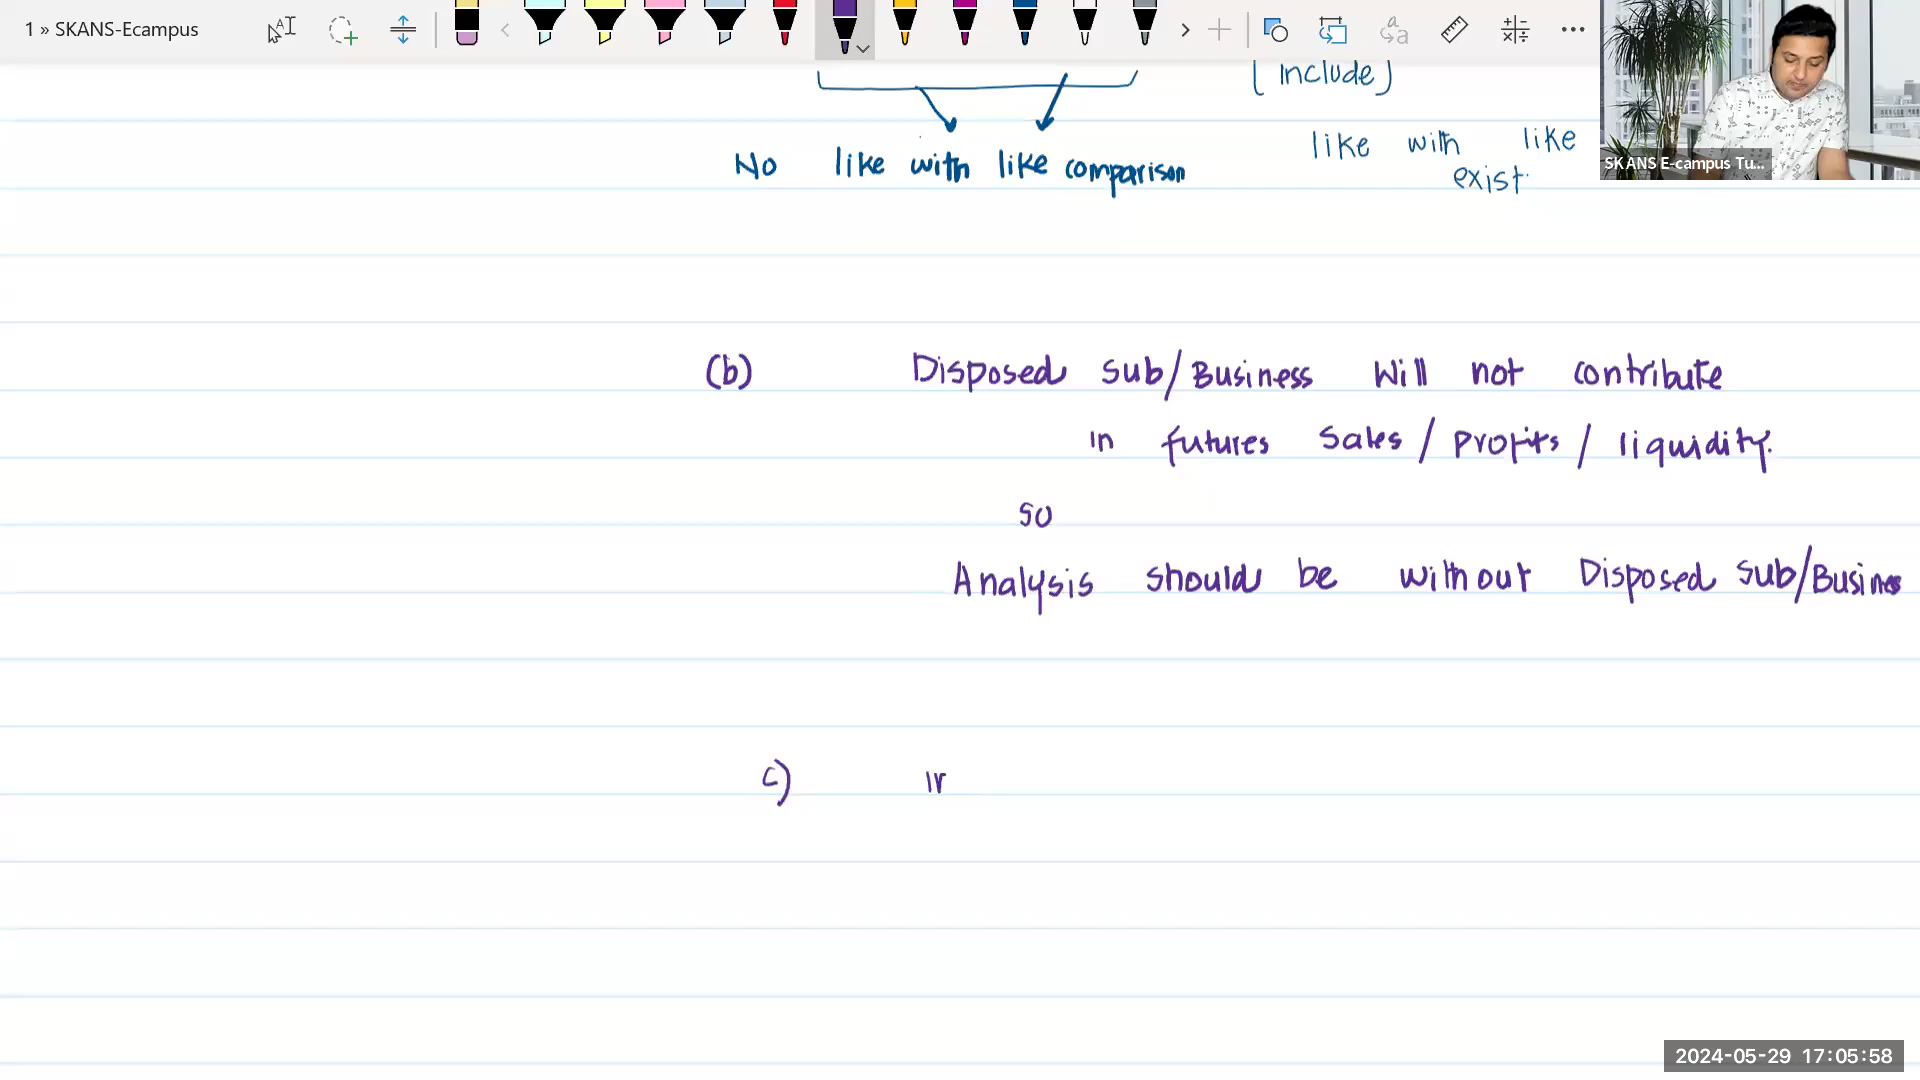 1 » SKANS-Ecampus
[include]
like with like
SKANS E-campus Tu...
No like with like comparison
exist.
(b) Disposed sub/Business will not contribute
in futures sales / profits / liquidity.
so
Analysis should be without Disposed sub/Busines
c)
2024-05-29 17:05:58